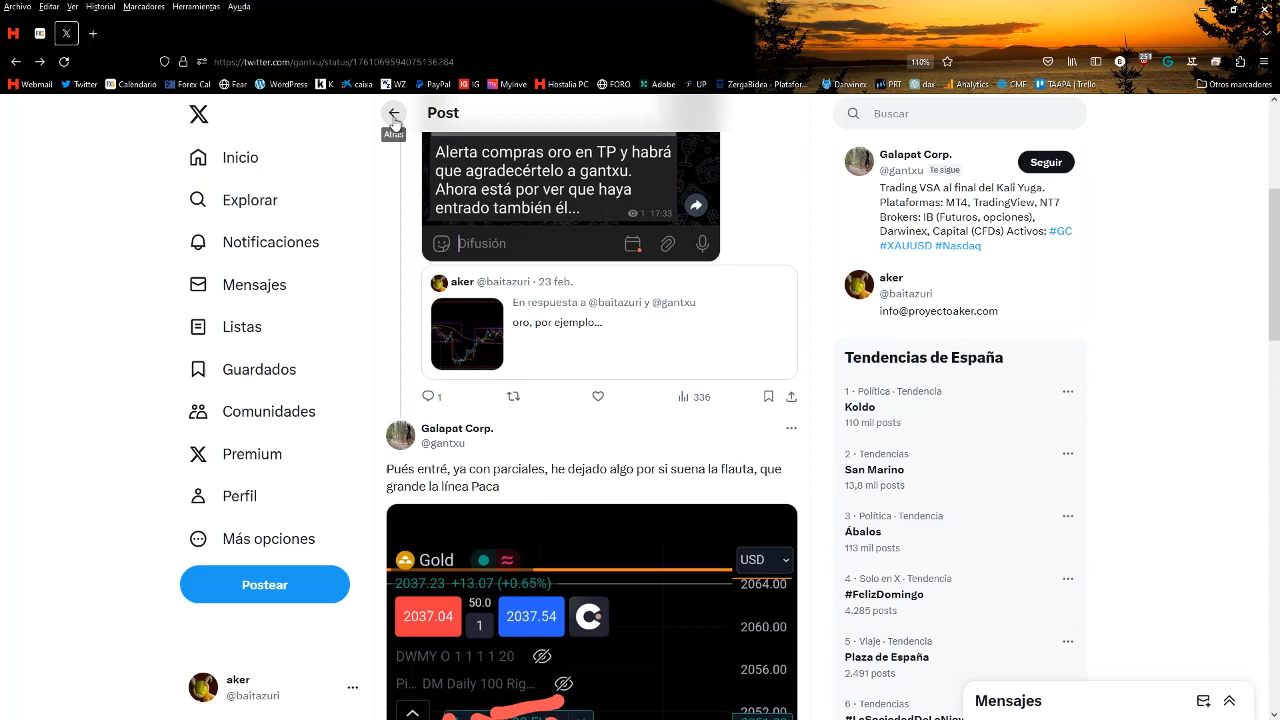 Archivo Editar Ver Historial Marcadores Herramientas Ayuda
https://twitter.com/gantxu/status/1761069594075136284
110%
251
Webmail Twitter Calendario Forex Cal Fear WordPress K caixa WZ PayPal IG MyInve Hostalia PC FORO Adobe UP ZergaBidea - Platafor... Darwinex PRT dax Analytics CME TAAPA | Trello Otros marcadores
Inicio
Explorar
Notificaciones
Mensajes
Listas
Guardados
Comunidades
Premium
Perfil
Más opciones
Postear
aker
@baitazuri
Post
Atrás
Alerta compras oro en TP y habrá
que agradecértelo a gantxu.
Ahora está por ver que haya
entrado también él...
1 17:33
Difusión
aker @baitazuri · 23 feb.
En respuesta a @baitazuri y @gantxu
oro, por ejemplo...
1
336
Galapat Corp.
@gantxu
Pués entré, ya con parciales, he dejado algo por si suena la flauta, que
grande la línea Paca
Gold
USD
2037.23 +13.07 (+0.65%)
2064.00
2037.04
50.0
1
2037.54
2060.00
DWMY O 1 1 1 1 20
2056.00
Pi... DM Daily 100 Rig...
2052.00
Buscar
Galapat Corp.
@gantxu Te sigue
Seguir
Trading VSA al final del Kali Yuga.
Plataformas: MT4, TradingView, NT7
Brokers: IB (Futuros, opciones),
Darwinex, Capital (CFDs) Activos: #GC
#XAUUSD #Nasdaq
aker
@baitazuri
info@proyectoaker.com
Tendencias de España
1 · Política · Tendencia
Koldo
110 mil posts
2 · Tendencias
San Marino
13,8 mil posts
3 · Política · Tendencia
Ábalos
113 mil posts
4 · Solo en X · Tendencia
#FelizDomingo
4.285 posts
5 · Viaje · Tendencia
Plaza de España
2.491 posts
6 · Tendencias
Mensajes